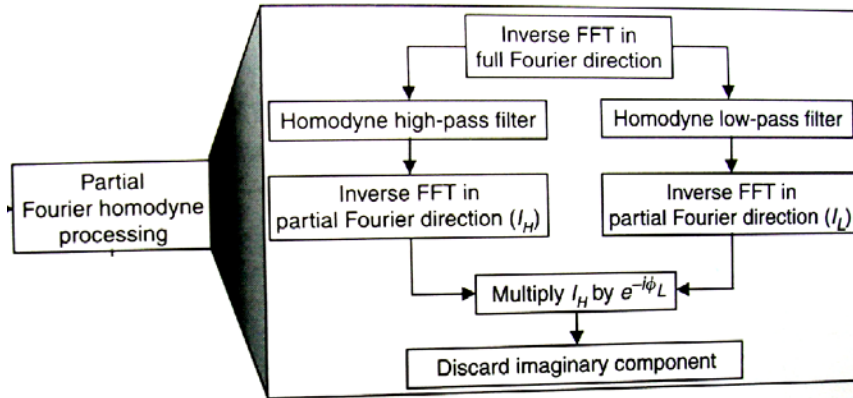 Inverse FFT in
full Fourier direction
Homodyne high-pass filter
Homodyne low-pass filter
Partial
Fourier homodyne
processing
Inverse FFT in
partial Fourier direction (I_H)
Inverse FFT in
partial Fourier direction (I_L)
Multiply I_H by e^{-iϕ_L}
Discard imaginary component